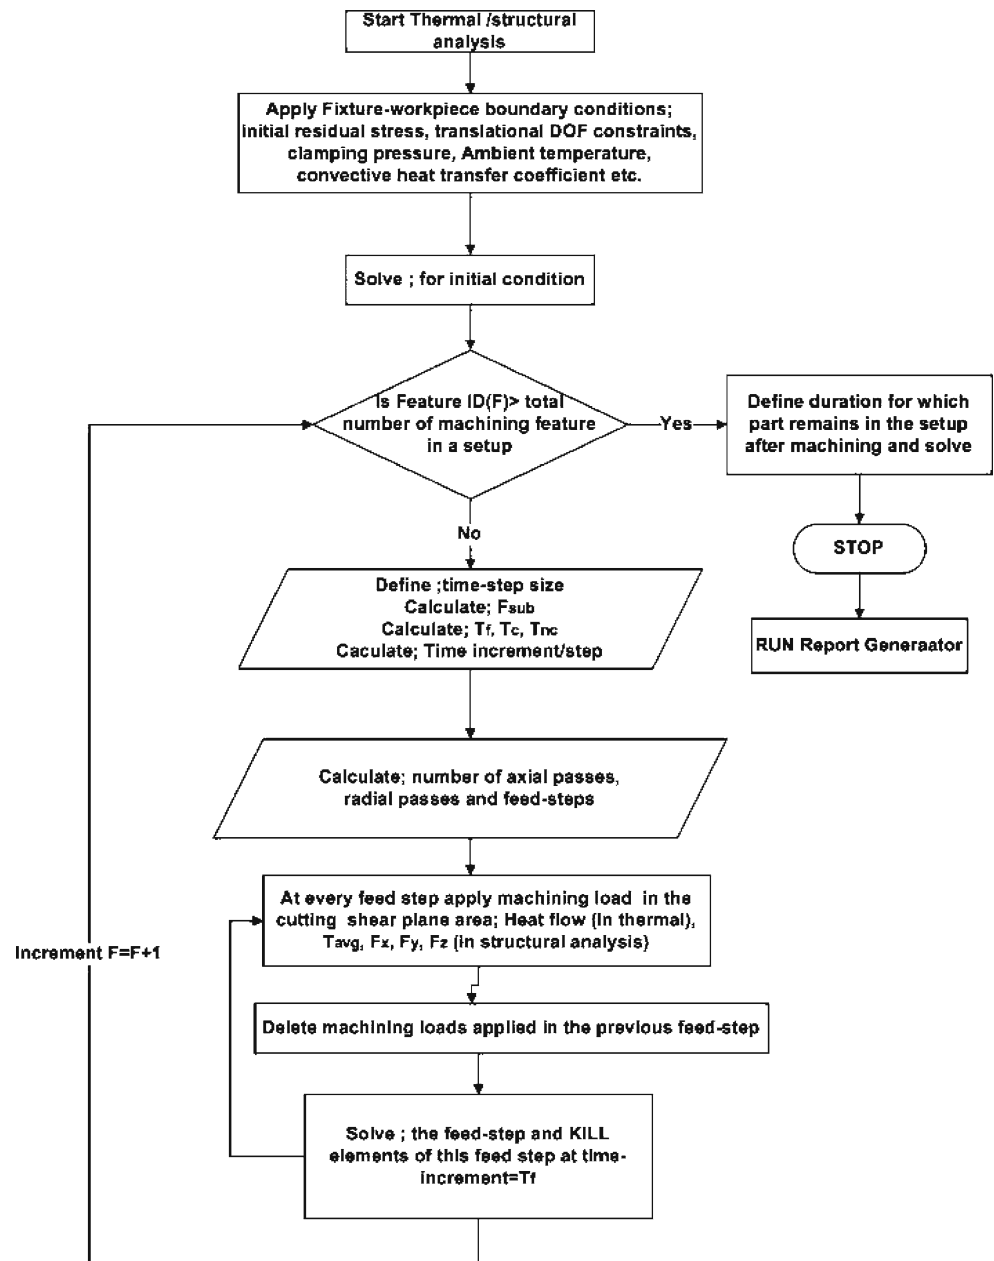 Start Thermal /structural
analysis
Apply Fixture-workpiece boundary conditions;
initial residual stress, translational DOF constraints,
clamping pressure, Ambient temperature,
convective heat transfer coefficient etc.
Solve ; for initial condition
Is Feature ID(F)> total
number of machining feature
in a setup
Yes
Define duration for which
part remains in the setup
after machining and solve
STOP
RUN Report Generaator
No
Define ;time-step size
Calculate; Fsub
Calculate; Tf, Tc, Tnc
Caculate; Time increment/step
Calculate; number of axial passes,
radial passes and feed-steps
At every feed step apply machining load in the
cutting shear plane area; Heat flow (in thermal),
Tavg, Fx, Fy, Fz (in structural analysis)
Increment F=F+1
Delete machining loads applied in the previous feed-step
Solve ; the feed-step and KILL
elements of this feed step at time-
increment=Tf